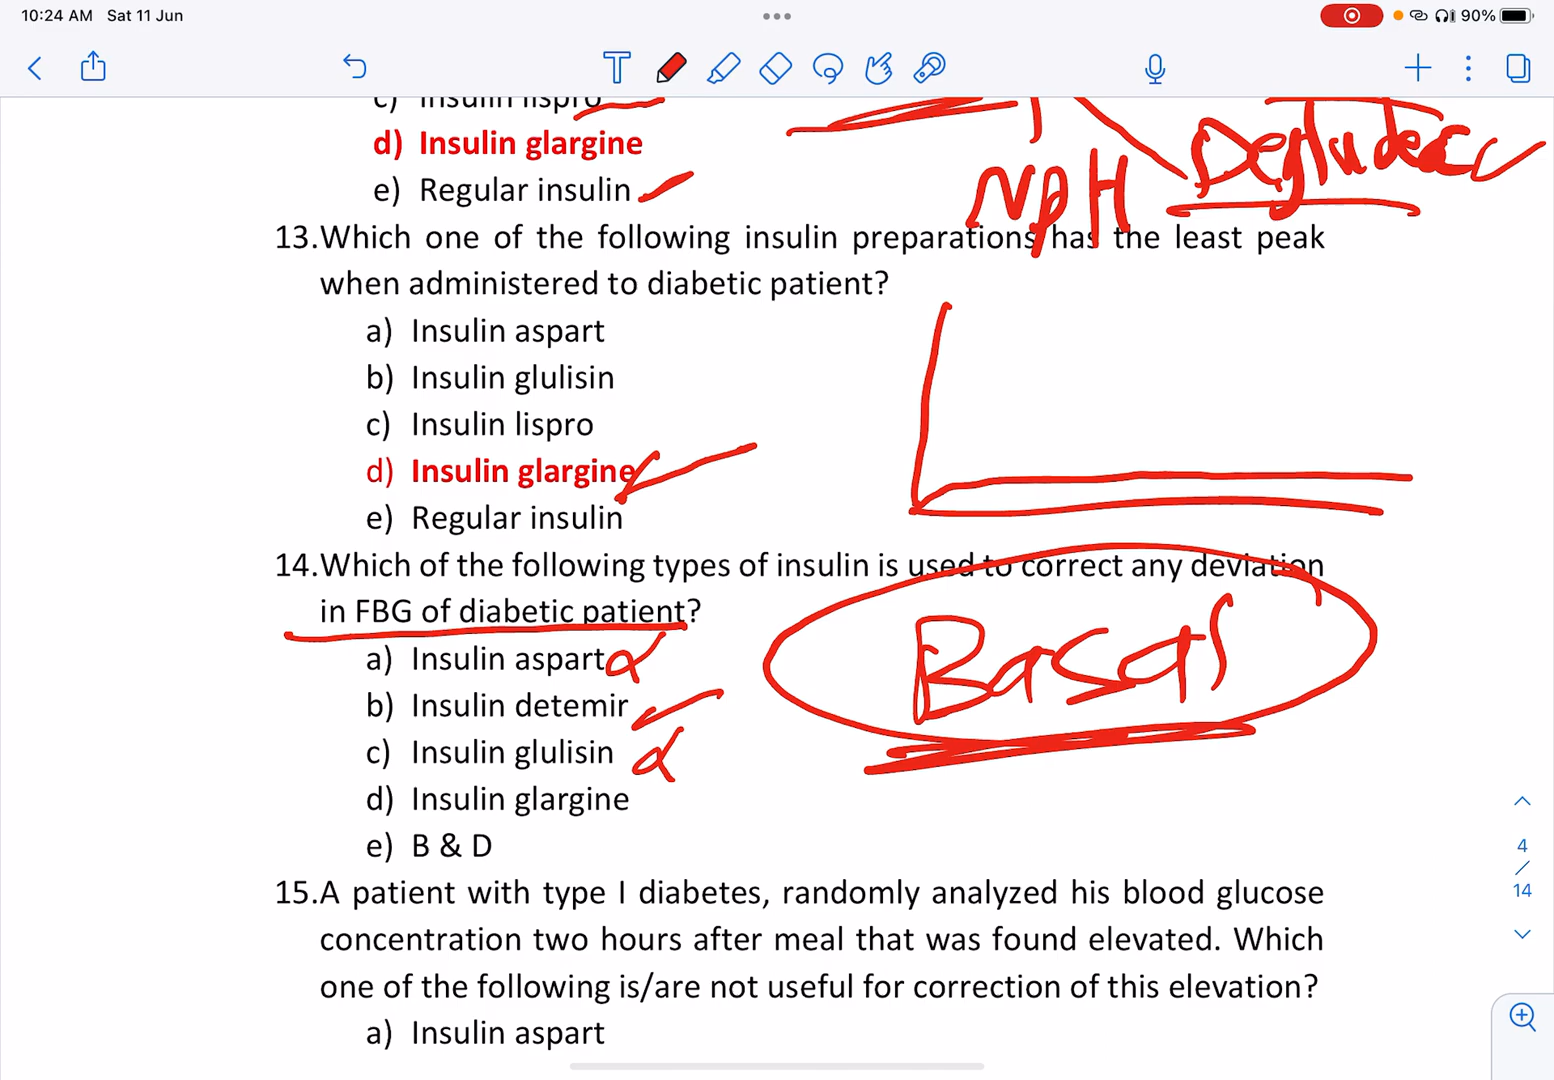 10:24 AM Sat 11 Jun
90%
T
c) Insulin lispro
d) Insulin glargine
e) Regular insulin
NPH
Degludec
13.Which one of the following insulin preparations has the least peak
when administered to diabetic patient?
a) Insulin aspart
b) Insulin glulisin
c) Insulin lispro
d) Insulin glargine
e) Regular insulin
14.Which of the following types of insulin is used to correct any deviation
in FBG of diabetic patient?
Basal
a) Insulin aspart
b) Insulin detemir
c) Insulin glulisin
d) Insulin glargine
e) B & D
15.A patient with type I diabetes, randomly analyzed his blood glucose
concentration two hours after meal that was found elevated. Which
one of the following is/are not useful for correction of this elevation?
a) Insulin aspart
4
/
14